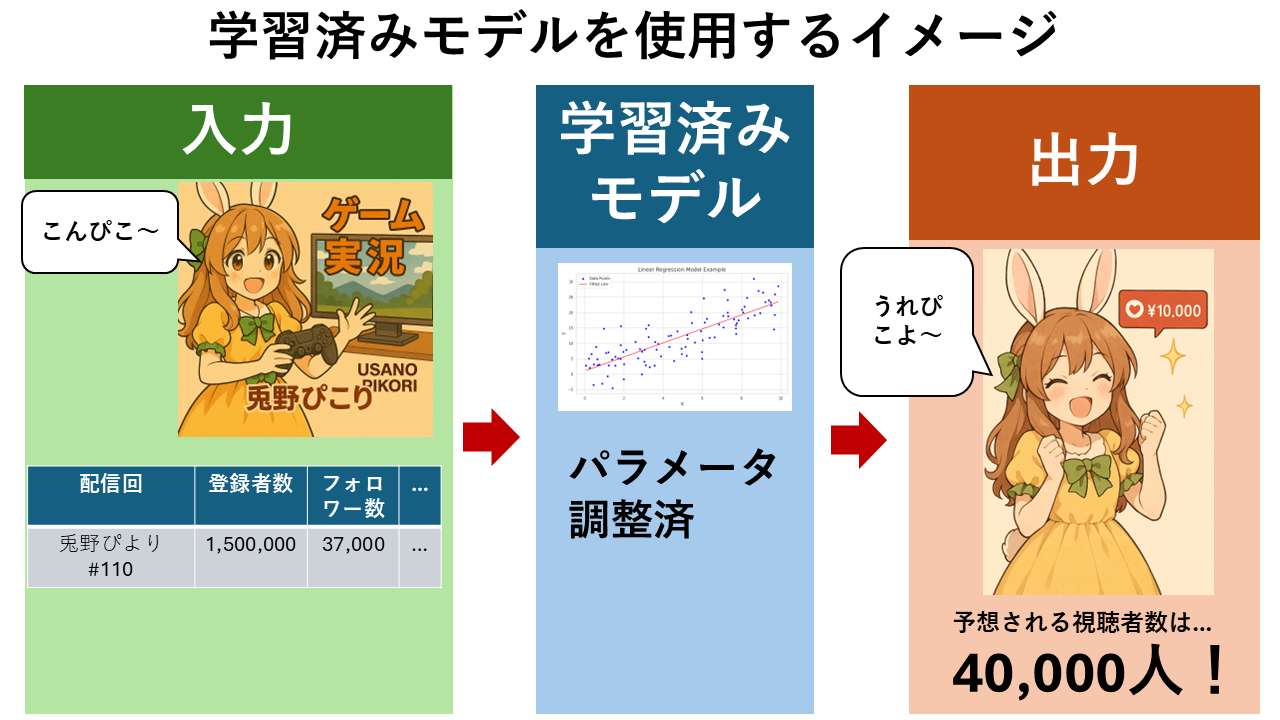 学習済みモデルを使用するイメージ
入力
こんぴこ～
ゲーム
実況
USANO
PIKORI
兎野ぴこり
配信回
登録者数
フォロ
ワー数
...
兎野ぴより
#110
1,500,000
37,000
...
学習済み
モデル
Linear Regression Model Example
Data Points
Fitted Line
パラメータ
調整済
出力
うれぴ
こよ～
¥10,000
予想される視聴者数は...
40,000人！